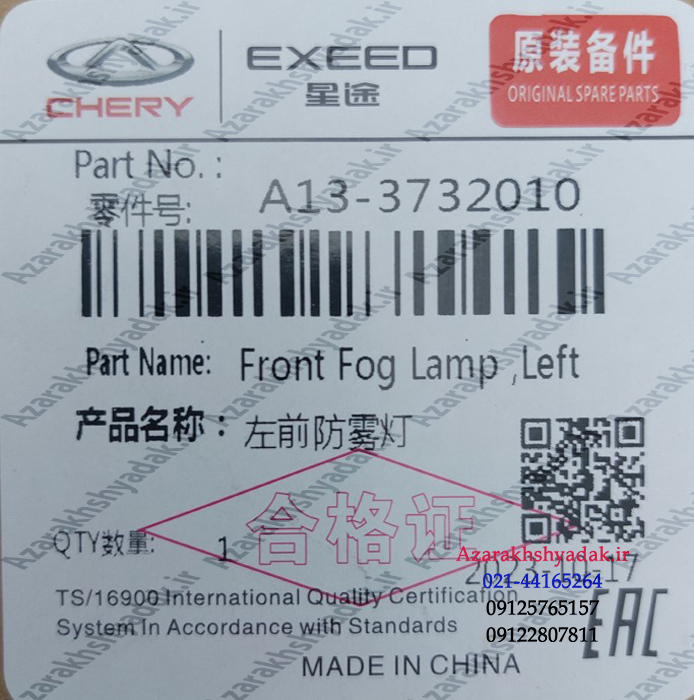 CHERY
EXEED
星途
原装备件
ORIGINAL SPARE PARTS
Part No. :
零件号:
A13-3732010
Part Name: Front Fog Lamp ,Left
产品名称： 左前防雾灯
QTY数量: 1
合格证
Azarakhshyadak.ir
021-44165264
09125765157
09122807811
TS/16900 International Quality Certification
System In Accordance with Standards
EAC
MADE IN CHINA